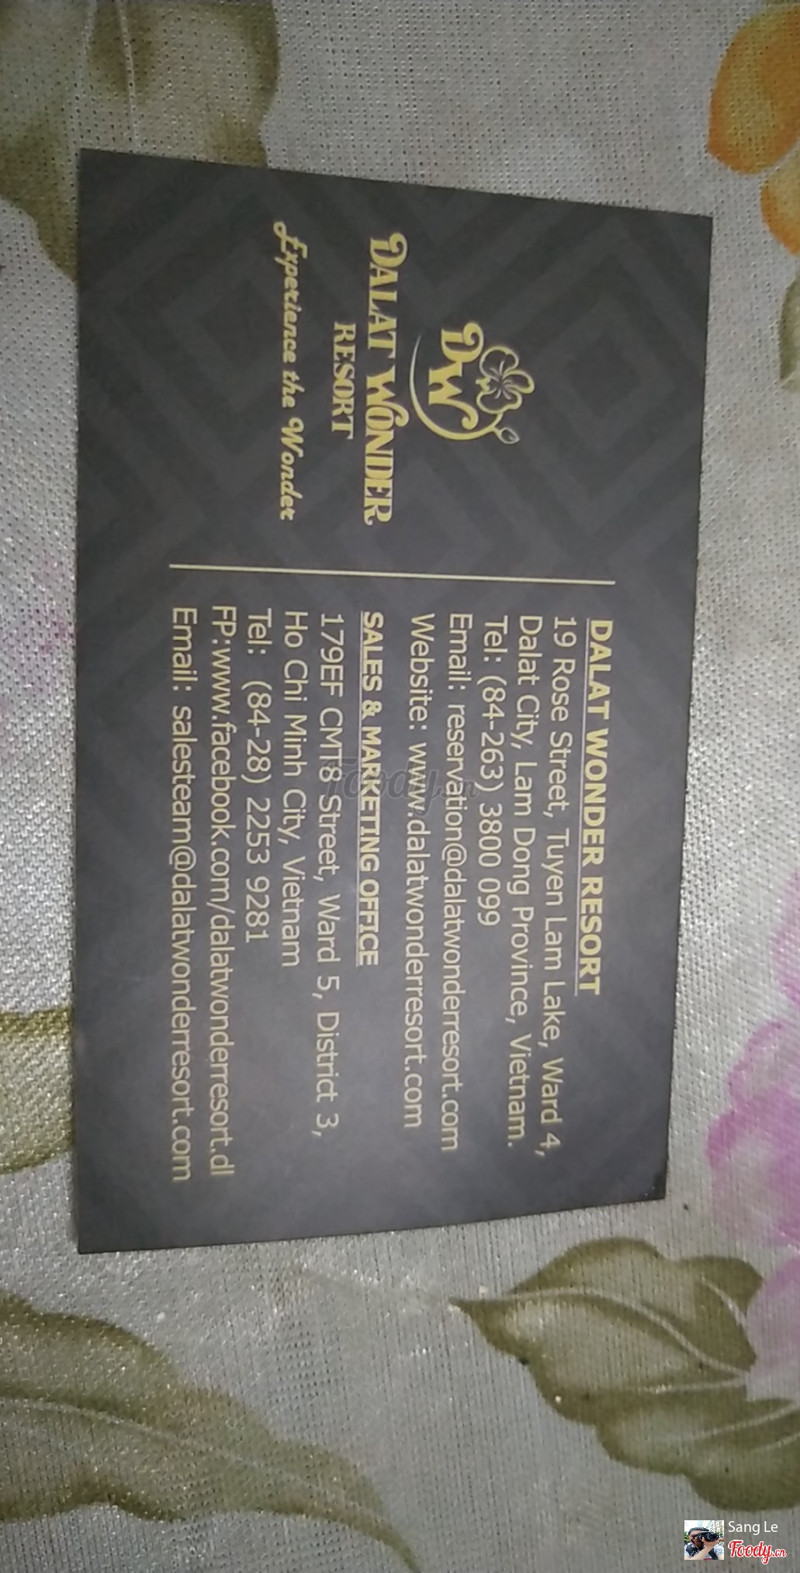 DW
DALAT WONDER
RESORT
Experience the Wonder
DALAT WONDER RESORT
19 Rose Street, Tuyen Lam Lake, Ward 4,
Dalat City, Lam Dong Province, Vietnam.
Tel: (84-263) 3800 099
Email: reservation@dalatwonderresort.com
Website: www.dalatwonderresort.com
SALES & MARKETING OFFICE
179EF CMT8 Street, Ward 5, District 3,
Ho Chi Minh City, Vietnam
Tel: (84-28) 2253 9281
FP:www.facebook.com/dalatwonderresort.dl
Email: salesteam@dalatwonderresort.com
Foody.vn
Sang Le
Foody.vn